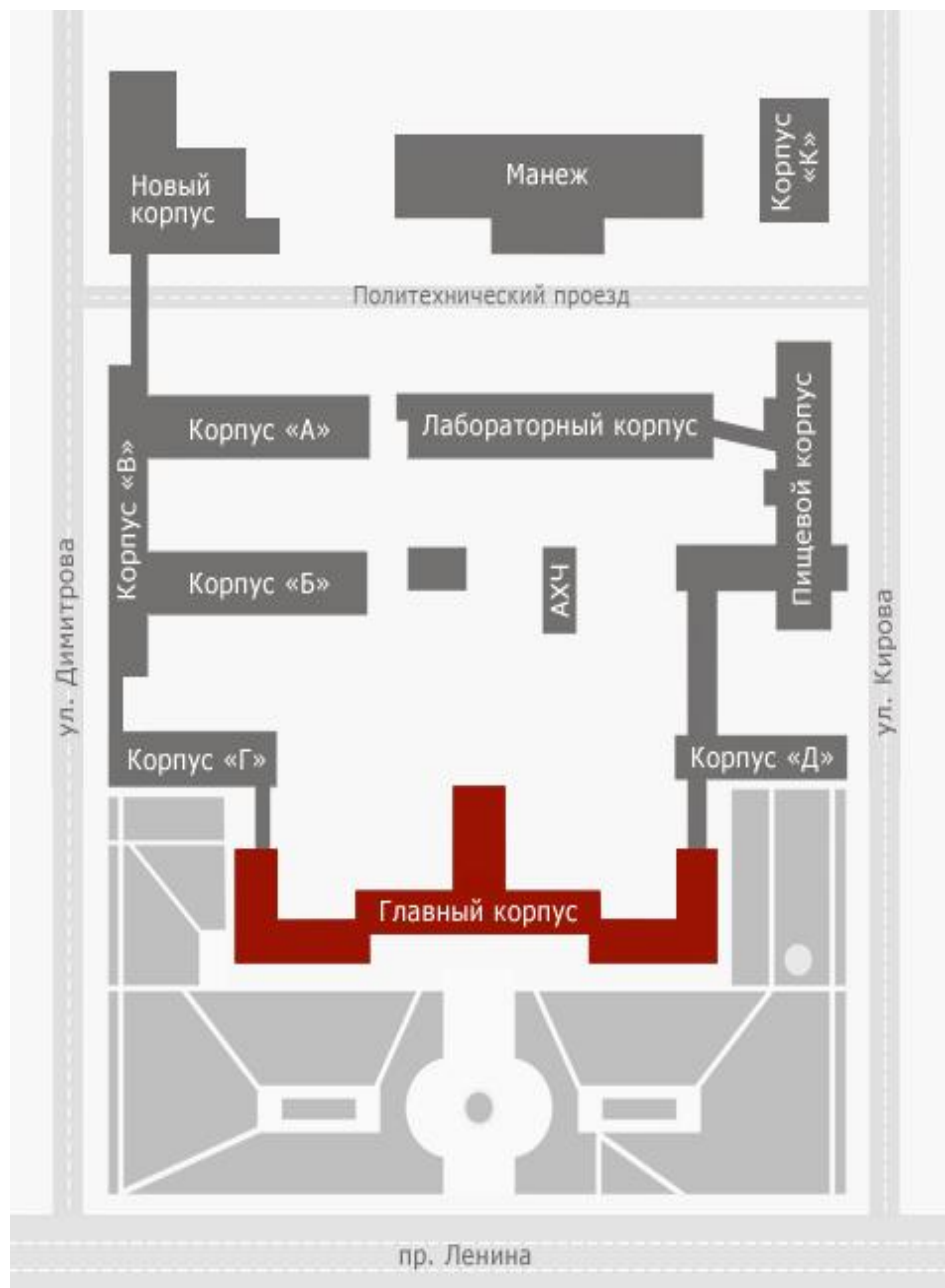 Новый
корпус
Манеж
Корпус
«К»
Политехнический проезд
Корпус «А»
Лабораторный корпус
Пищевой корпус
Корпус «В»
Корпус «Б»
АХЧ
ул. Димитрова
ул. Кирова
Корпус «Г»
Корпус «Д»
Главный корпус
пр. Ленина